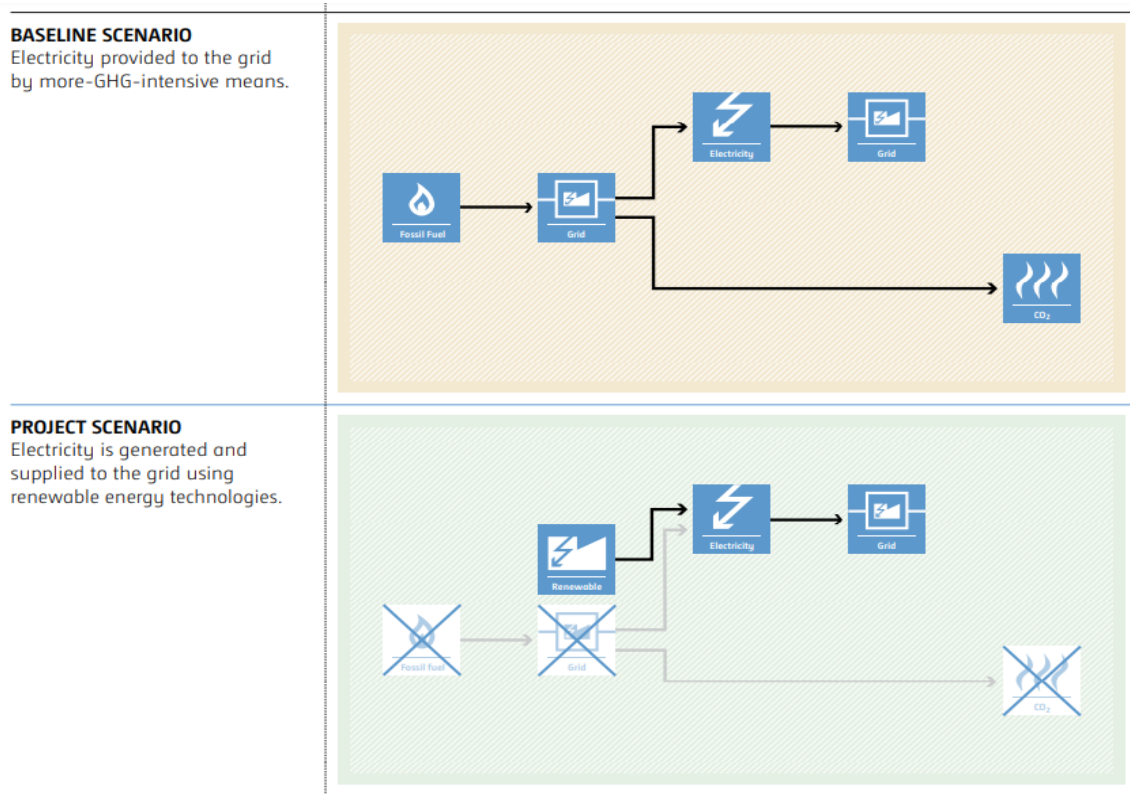 BASELINE SCENARIO
Electricity provided to the grid
by more-GHG-intensive means.
Electricity
Grid
Fossil Fuel
Grid
CO₂
PROJECT SCENARIO
Electricity is generated and
supplied to the grid using
renewable energy technologies.
Electricity
Grid
Renewable
Fossil fuel
Grid
CO₂